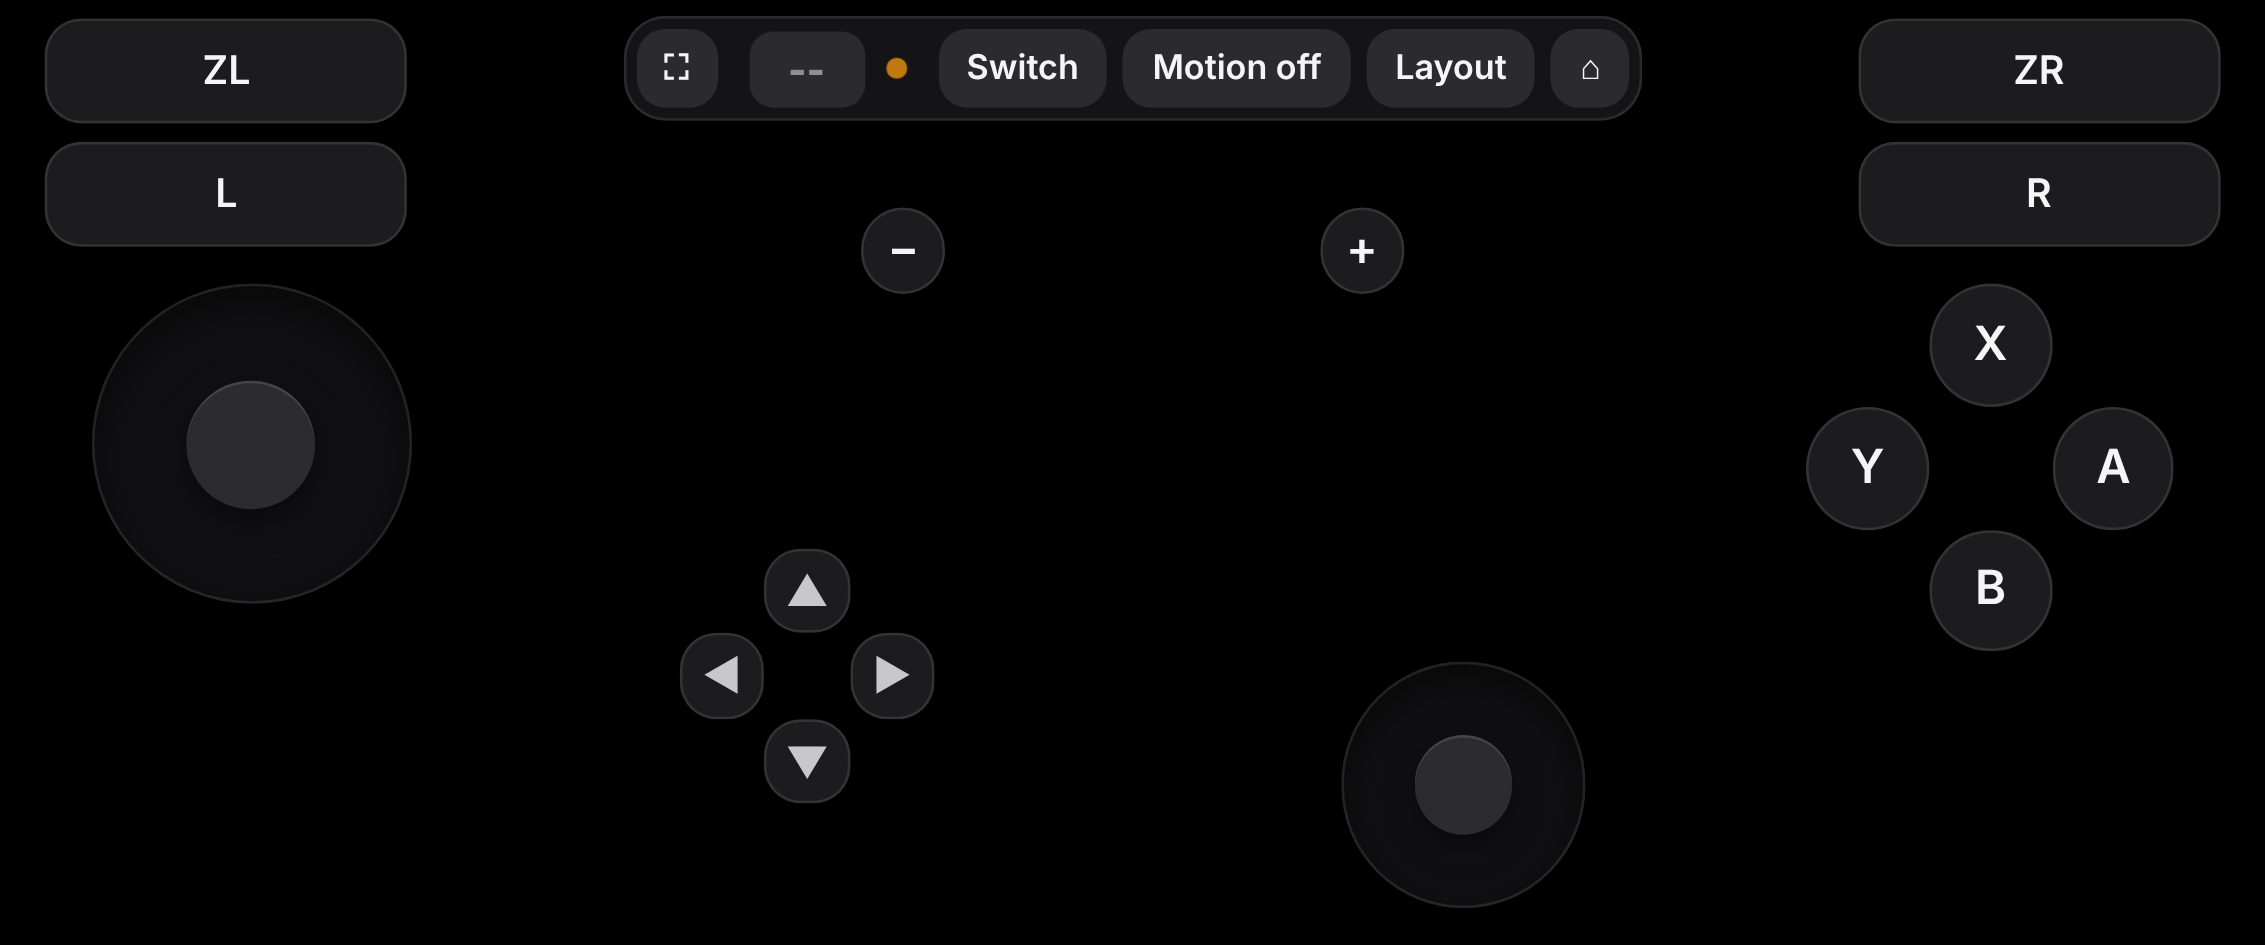 ZL
-- Switch Motion off Layout
ZR
L
R
−
+
X
Y
A
B